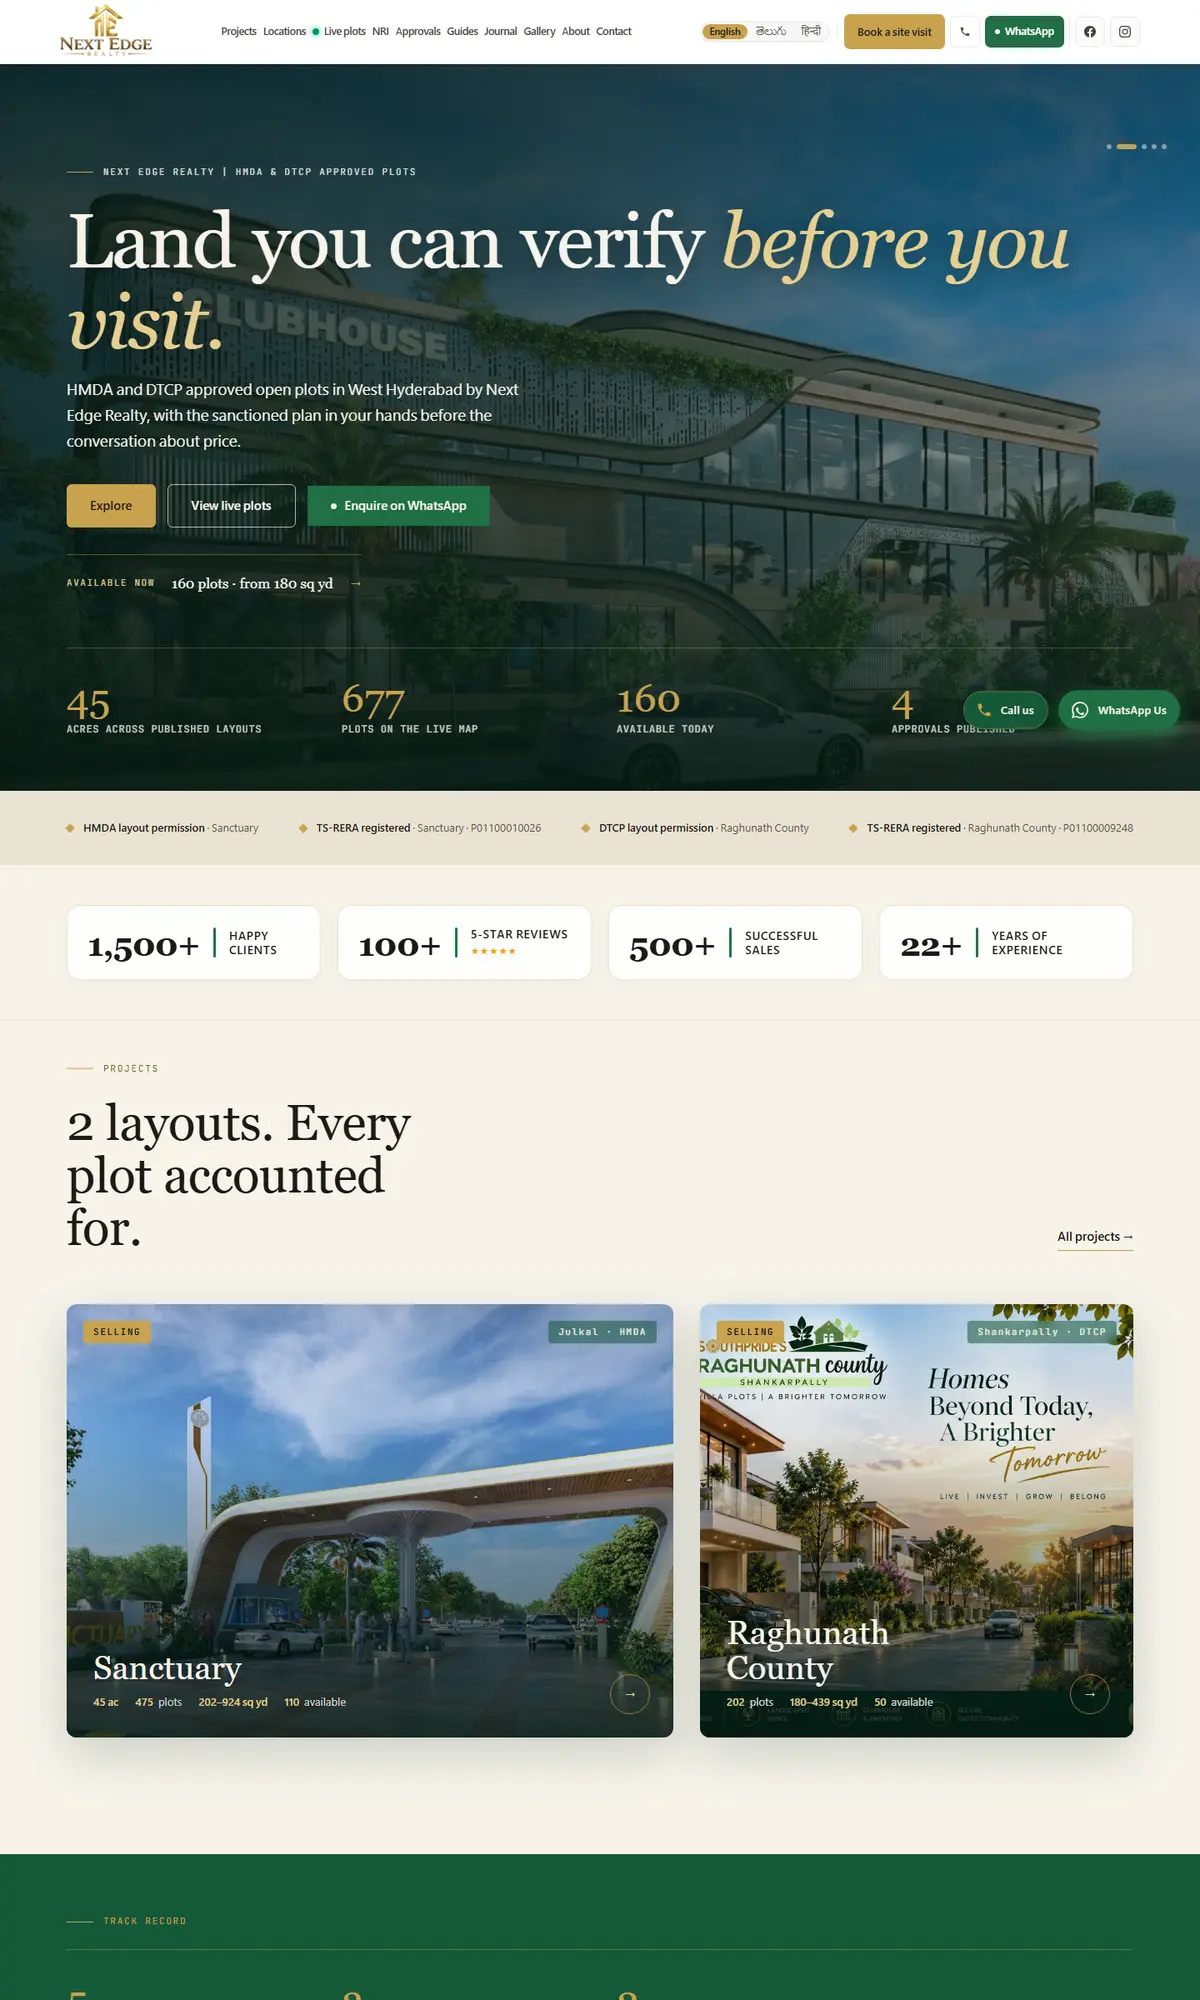 NEXT EDGE
REALTY
Projects Locations Live plots NRI Approvals Guides Journal Gallery About Contact
English తెలుగు हिन्दी
Book a site visit
WhatsApp
NEXT EDGE REALTY | HMDA & DTCP APPROVED PLOTS
Land you can verify before you
visit.
CLUBHOUSE
HMDA and DTCP approved open plots in West Hyderabad by Next
Edge Realty, with the sanctioned plan in your hands before the
conversation about price.
Explore
View live plots
Enquire on WhatsApp
AVAILABLE NOW 160 plots · from 180 sq yd →
45
ACRES ACROSS PUBLISHED LAYOUTS
677
PLOTS ON THE LIVE MAP
160
AVAILABLE TODAY
4
APPROVALS PUBLISHED
Call us
WhatsApp Us
HMDA layout permission · Sanctuary
TS-RERA registered · Sanctuary · P01100010026
DTCP layout permission · Raghunath County
TS-RERA registered · Raghunath County · P01100009248
1,500+ HAPPY
CLIENTS
100+ 5-STAR REVIEWS
★★★★★
500+ SUCCESSFUL
SALES
22+ YEARS OF
EXPERIENCE
PROJECTS
2 layouts. Every
plot accounted
for.
All projects →
SELLING
Julkal · HMDA
Sanctuary
45 ac 475 plots 202–924 sq yd 110 available
→
SELLING
Shankarpally · DTCP
SOUTHPRIDE'S
RAGHUNATH county
SHANKARPALLY
VILLA PLOTS | A BRIGHTER TOMORROW
Homes
Beyond Today,
A Brighter
Tomorrow
LIVE | INVEST | GROW | BELONG
Raghunath
County
202 plots 180–439 sq yd 50 available
→
TRACK RECORD